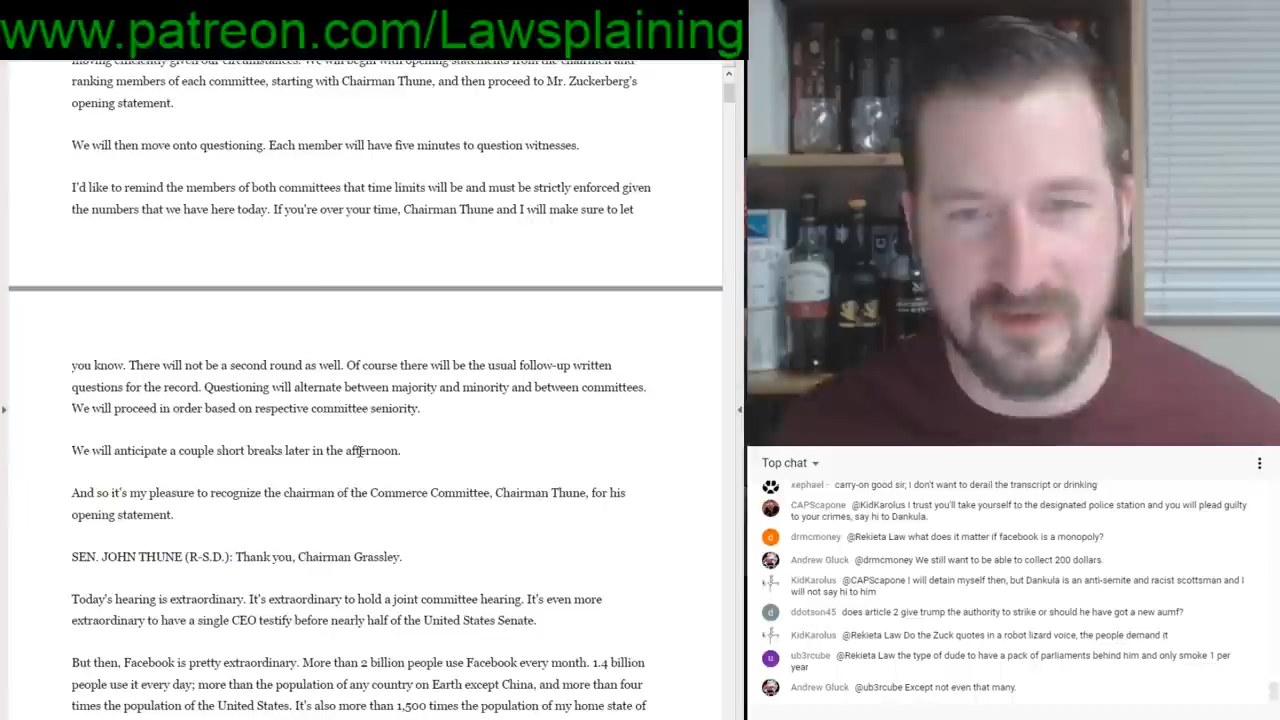 www.patreon.com/Lawsplaining
moving efficiently given our circumstances. We will begin with opening statements from the chairmen and
ranking members of each committee, starting with Chairman Thune, and then proceed to Mr. Zuckerberg's
opening statement.
We will then move onto questioning. Each member will have five minutes to question witnesses.
I'd like to remind the members of both committees that time limits will be and must be strictly enforced given
the numbers that we have here today. If you're over your time, Chairman Thune and I will make sure to let
you know. There will not be a second round as well. Of course there will be the usual follow-up written
questions for the record. Questioning will alternate between majority and minority and between committees.
We will proceed in order based on respective committee seniority.
We will anticipate a couple short breaks later in the afternoon.
And so it's my pleasure to recognize the chairman of the Commerce Committee, Chairman Thune, for his
opening statement.
SEN. JOHN THUNE (R-S.D.): Thank you, Chairman Grassley.
Today's hearing is extraordinary. It's extraordinary to hold a joint committee hearing. It's even more
extraordinary to have a single CEO testify before nearly half of the United States Senate.
But then, Facebook is pretty extraordinary. More than 2 billion people use Facebook every month. 1.4 billion
people use it every day; more than the population of any country on Earth except China, and more than four
times the population of the United States. It's also more than 1,500 times the population of my home state of
Top chat
xephael - carry-on good sir, I don't want to derail the transcript or drinking
CAPScapone @KidKarolus I trust you'll take yourself to the designated police station and you will plead guilty
to your crimes, say hi to Dankula.
d drmcmoney @Rekieta Law what does it matter if facebook is a monopoly?
Andrew Gluck @drmcmoney We still want to be able to collect 200 dollars.
KidKarolus @CAPScapone I will detain myself then, but Dankula is an anti-semite and racist scottsman and I
will not say hi to him
d ddotson45 does article 2 give trump the authority to strike or should he have got a new aumf?
KidKarolus @Rekieta Law Do the Zuck quotes in a robot lizard voice, the people demand it
u ub3rcube @Rekieta Law the type of dude to have a pack of parliaments behind him and only smoke 1 per
year
Andrew Gluck @ub3rcube Except not even that many.